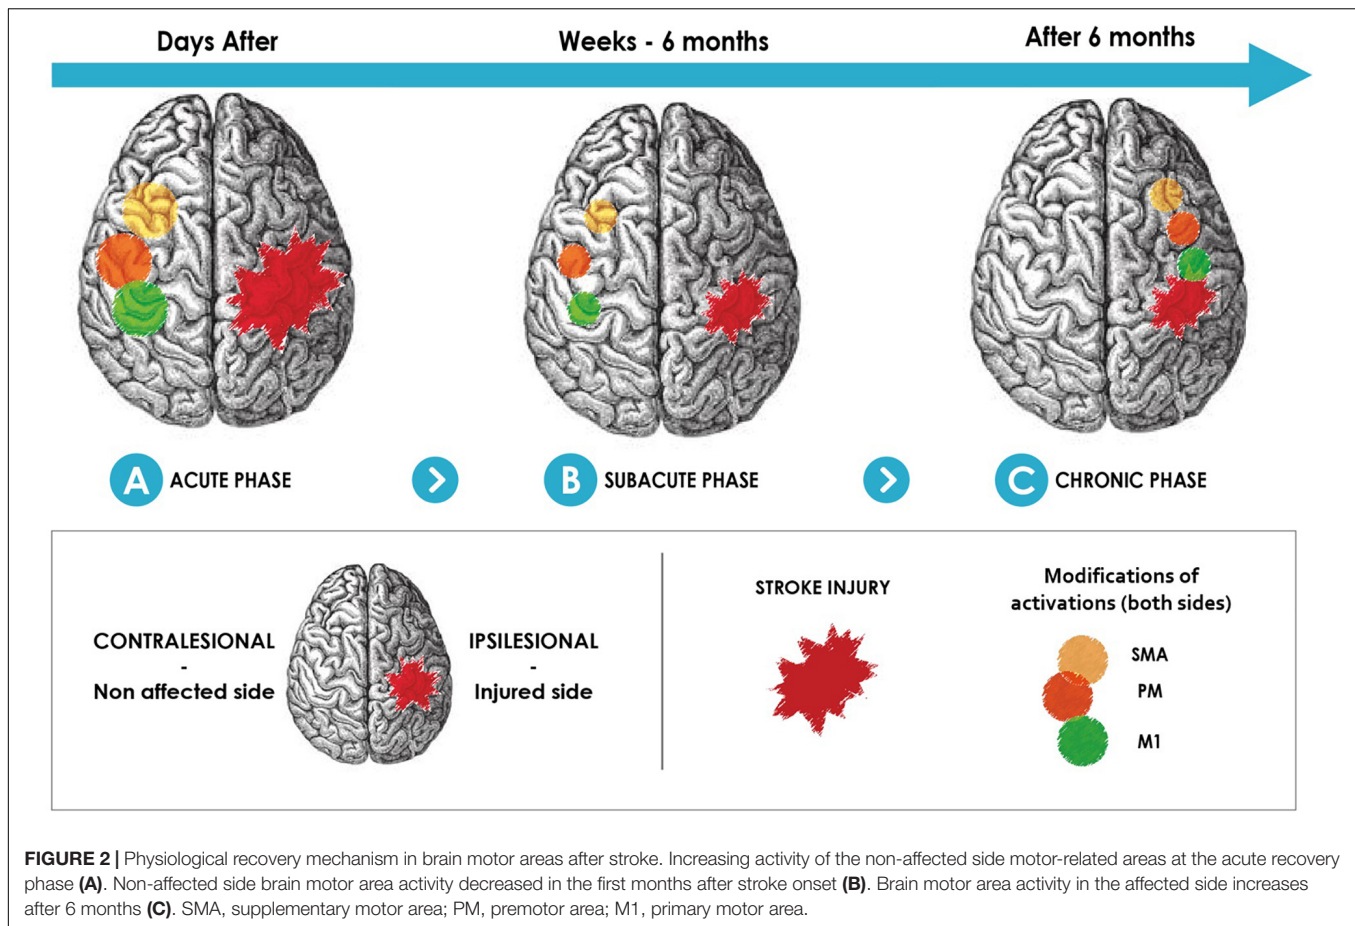 Days After
Weeks - 6 months
After 6 months
A ACUTE PHASE
B SUBACUTE PHASE
C CHRONIC PHASE
CONTRALESIONAL
-
Non affected side
IPSILESIONAL
-
Injured side
STROKE INJURY
Modifications of
activations (both sides)
SMA
PM
M1
FIGURE 2 | Physiological recovery mechanism in brain motor areas after stroke. Increasing activity of the non-affected side motor-related areas at the acute recovery
phase (A). Non-affected side brain motor area activity decreased in the first months after stroke onset (B). Brain motor area activity in the affected side increases
after 6 months (C). SMA, supplementary motor area; PM, premotor area; M1, primary motor area.